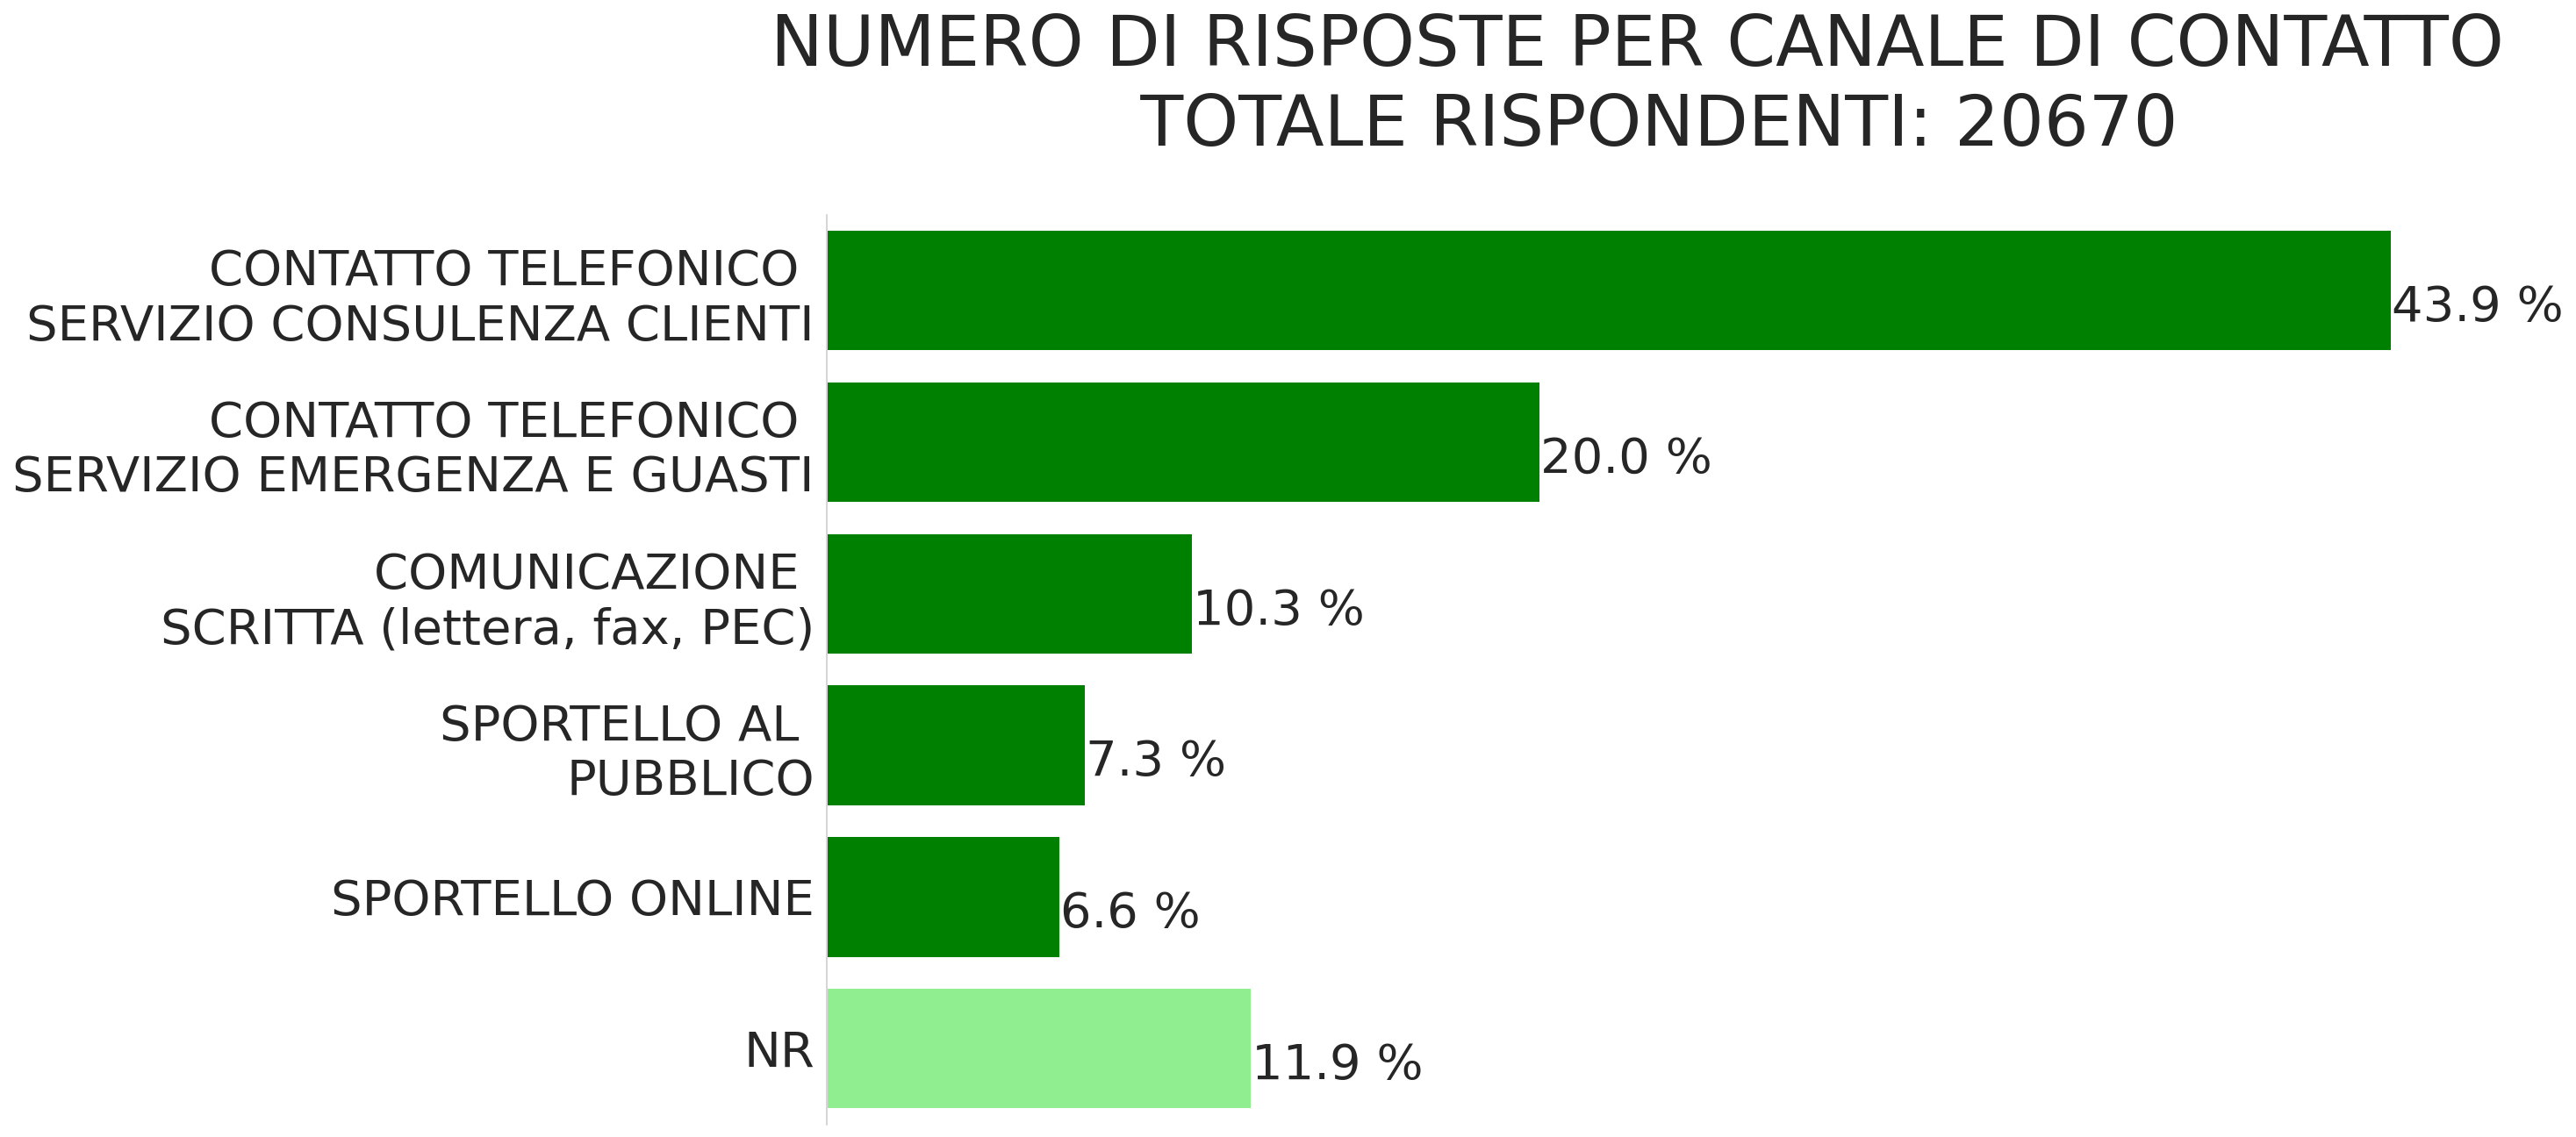 NUMERO DI RISPOSTE PER CANALE DI CONTATTO
TOTALE RISPONDENTI: 20670
CONTATTO TELEFONICO
SERVIZIO CONSULENZA CLIENTI
43.9 %
CONTATTO TELEFONICO
SERVIZIO EMERGENZA E GUASTI
20.0 %
COMUNICAZIONE
SCRITTA (lettera, fax, PEC)
10.3 %
SPORTELLO AL
PUBBLICO
7.3 %
SPORTELLO ONLINE
6.6 %
NR
11.9 %